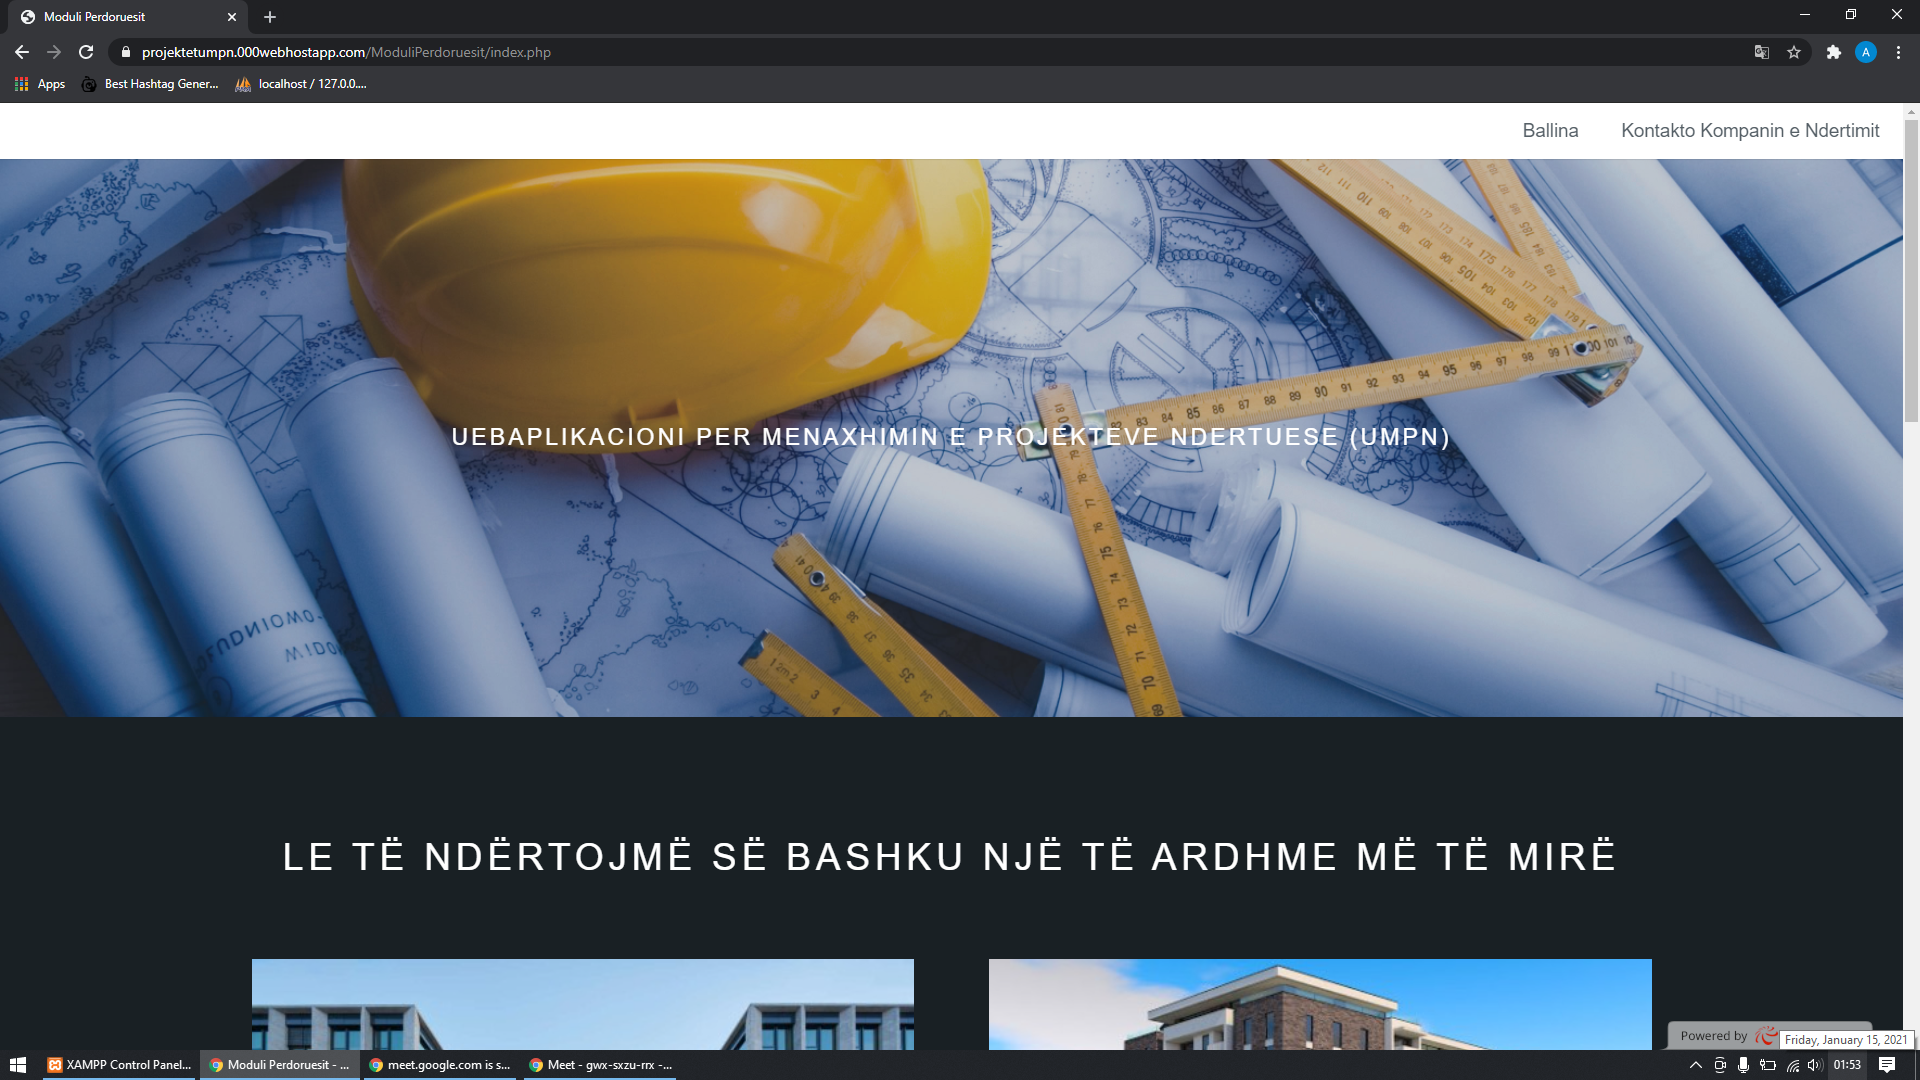 Moduli Perdoruesit
projektetumpn.000webhostapp.com/ModuliPerdoruesit/index.php
A
Apps
Best Hashtag Gener...
localhost / 127.0.0....
Ballina
Kontakto Kompanin e Ndertimit
UEBAPLIKACIONI PER MENAXHIMIN E PROJEKTEVE NDERTUESE (UMPN)
LE TË NDËRTOJMË SË BASHKU NJË TË ARDHME MË TË MIRË
Powered by
Friday, January 15, 2021
XAMPP Control Panel...
Moduli Perdoruesit - ...
meet.google.com is s...
Meet - gwx-sxzu-rrx -...
01:53